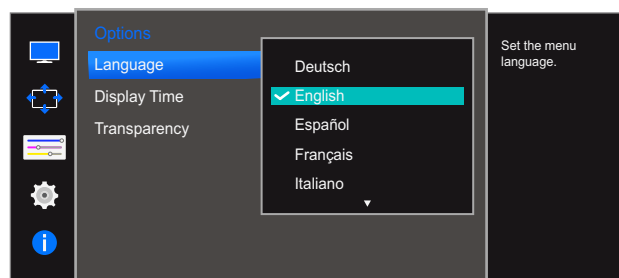 Options
Language
Display Time
Transparency
Deutsch
English
Español
Français
Italiano
Set the menu
language.